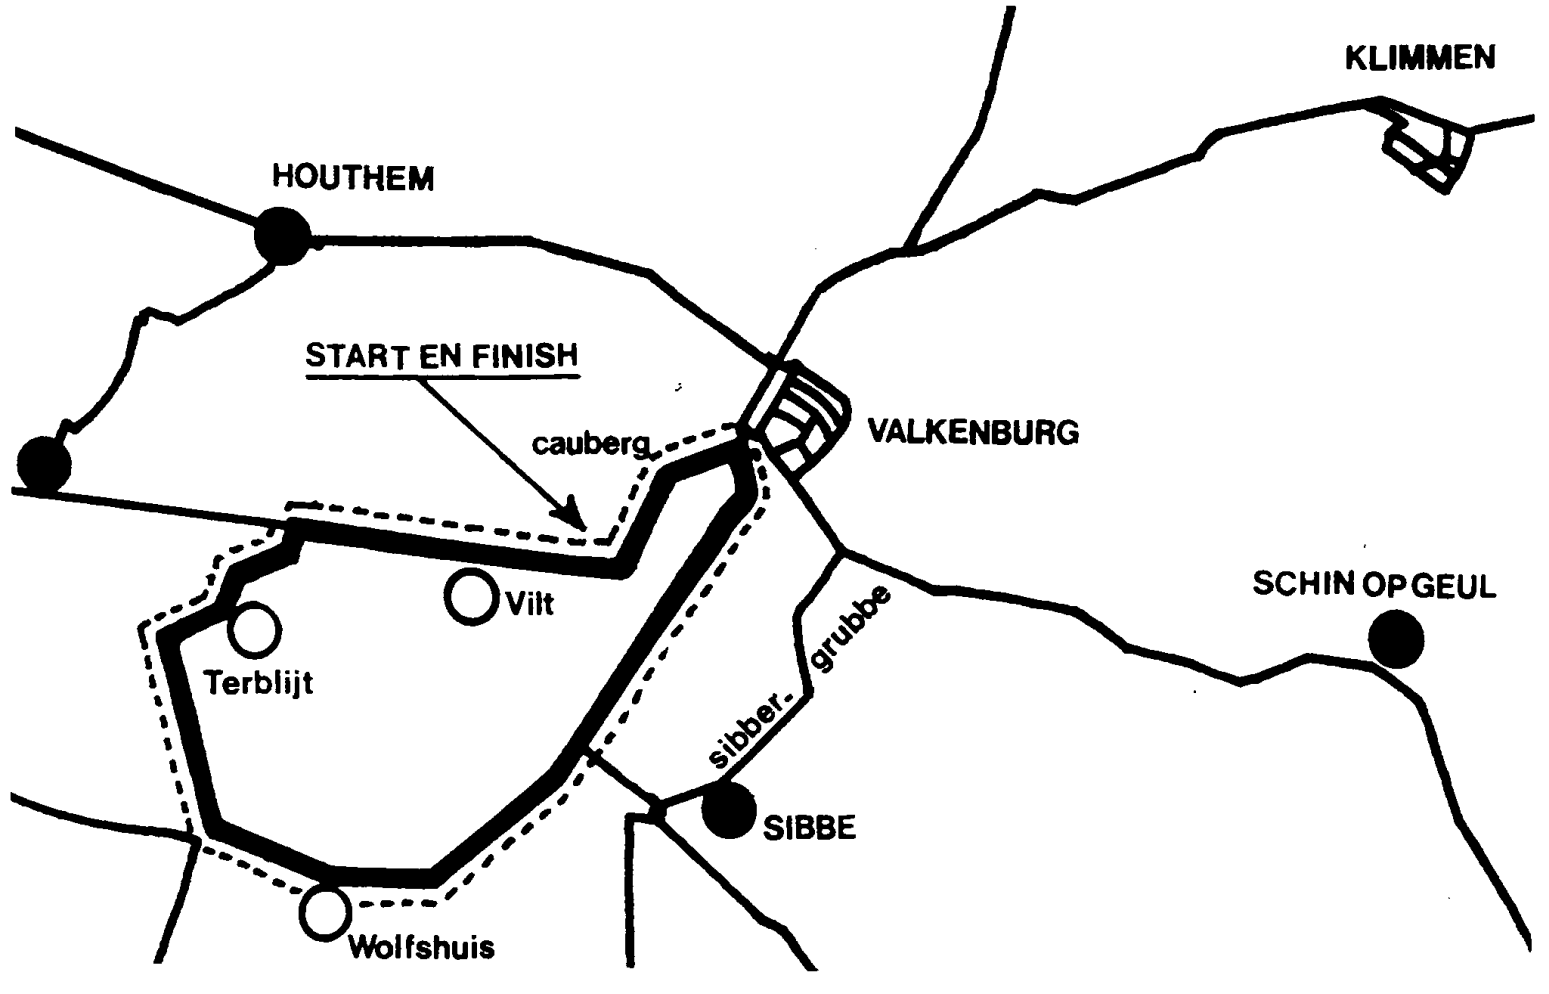 KLIMMEN
HOUTHEM
START EN FINISH
cauberg
VALKENBURG
SCHIN OP GEUL
Vilt
grubbe
Terblijt
sibber-
SIBBE
Wolfshuis